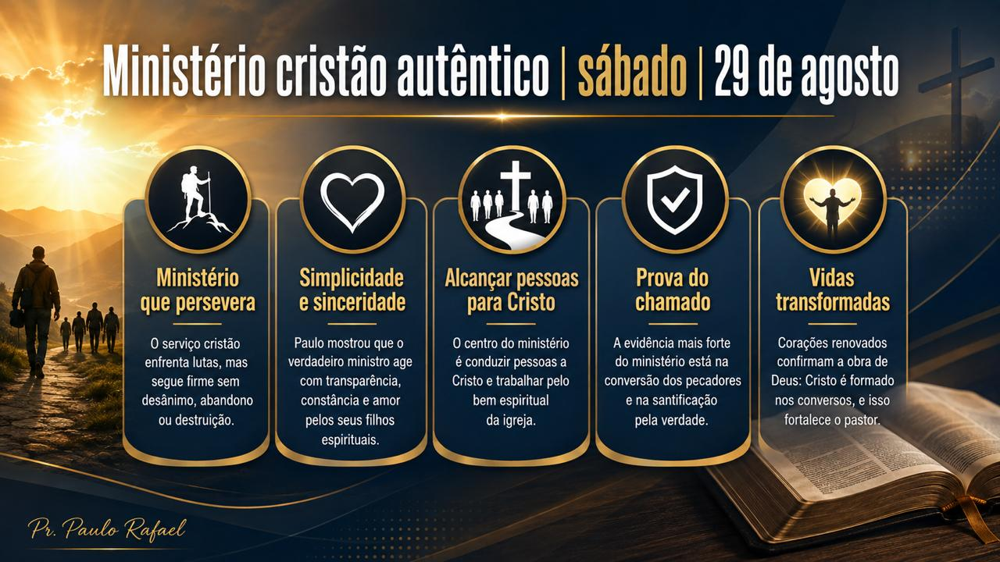 Ministério cristão autêntico | sábado | 29 de agosto
Ministério
que persevera
O serviço cristão
enfrenta lutas, mas
segue firme sem
desânimo, abandono
ou destruição.
Simplicidade
e sinceridade
Paulo mostrou que o
verdadeiro ministro age
com transparência,
constância e amor
pelos seus filhos
espirituais.
Alcançar pessoas
para Cristo
O centro do ministério
é conduzir pessoas a
Cristo e trabalhar pelo
bem espiritual
da igreja.
Prova do
chamado
A evidência mais forte
do ministério está na
conversão dos pecadores
e na santificação
pela verdade.
Vidas
transformadas
Corações renovados
confirmam a obra de
Deus: Cristo é formado
nos conversos, e isso
fortalece o pastor.
Pr. Paulo Rafael